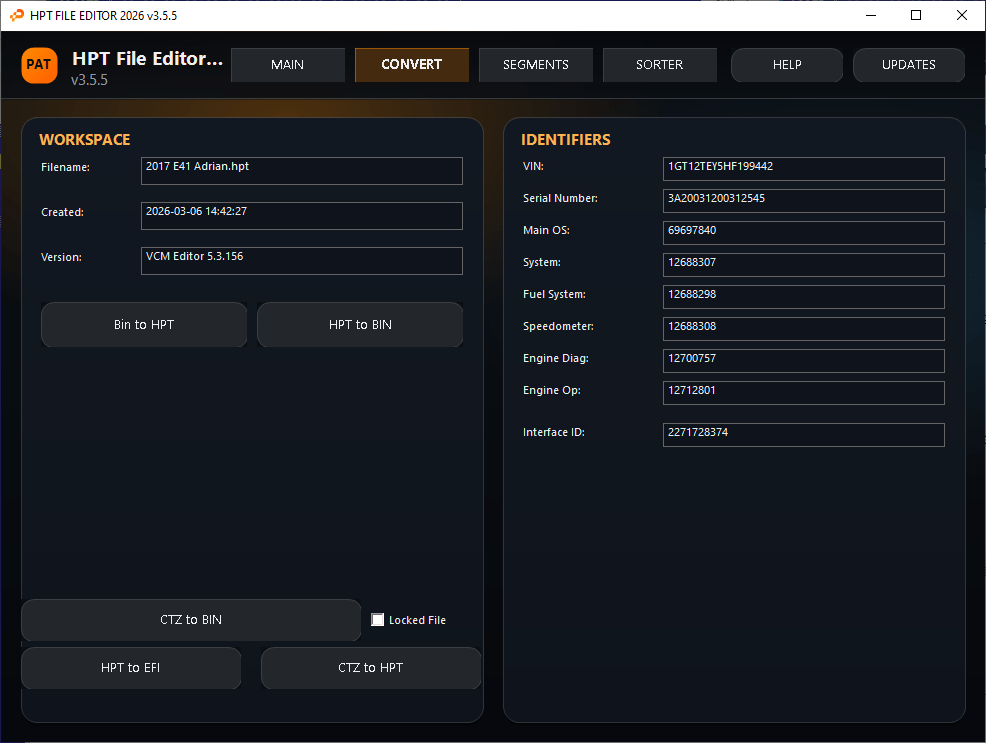 HPT FILE EDITOR 2026 v3.5.5
PAT
HPT File Editor...
v3.5.5
MAIN
CONVERT
SEGMENTS
SORTER
HELP
UPDATES
WORKSPACE
Filename: 2017 E41 Adrian.hpt
Created: 2026-03-06 14:42:27
Version: VCM Editor 5.3.156
Bin to HPT
HPT to BIN
CTZ to BIN
Locked File
HPT to EFI
CTZ to HPT
IDENTIFIERS
VIN: 1GT12TEY5HF199442
Serial Number: 3A20031200312545
Main OS: 69697840
System: 12688307
Fuel System: 12688298
Speedometer: 12688308
Engine Diag: 12700757
Engine Op: 12712801
Interface ID: 2271728374